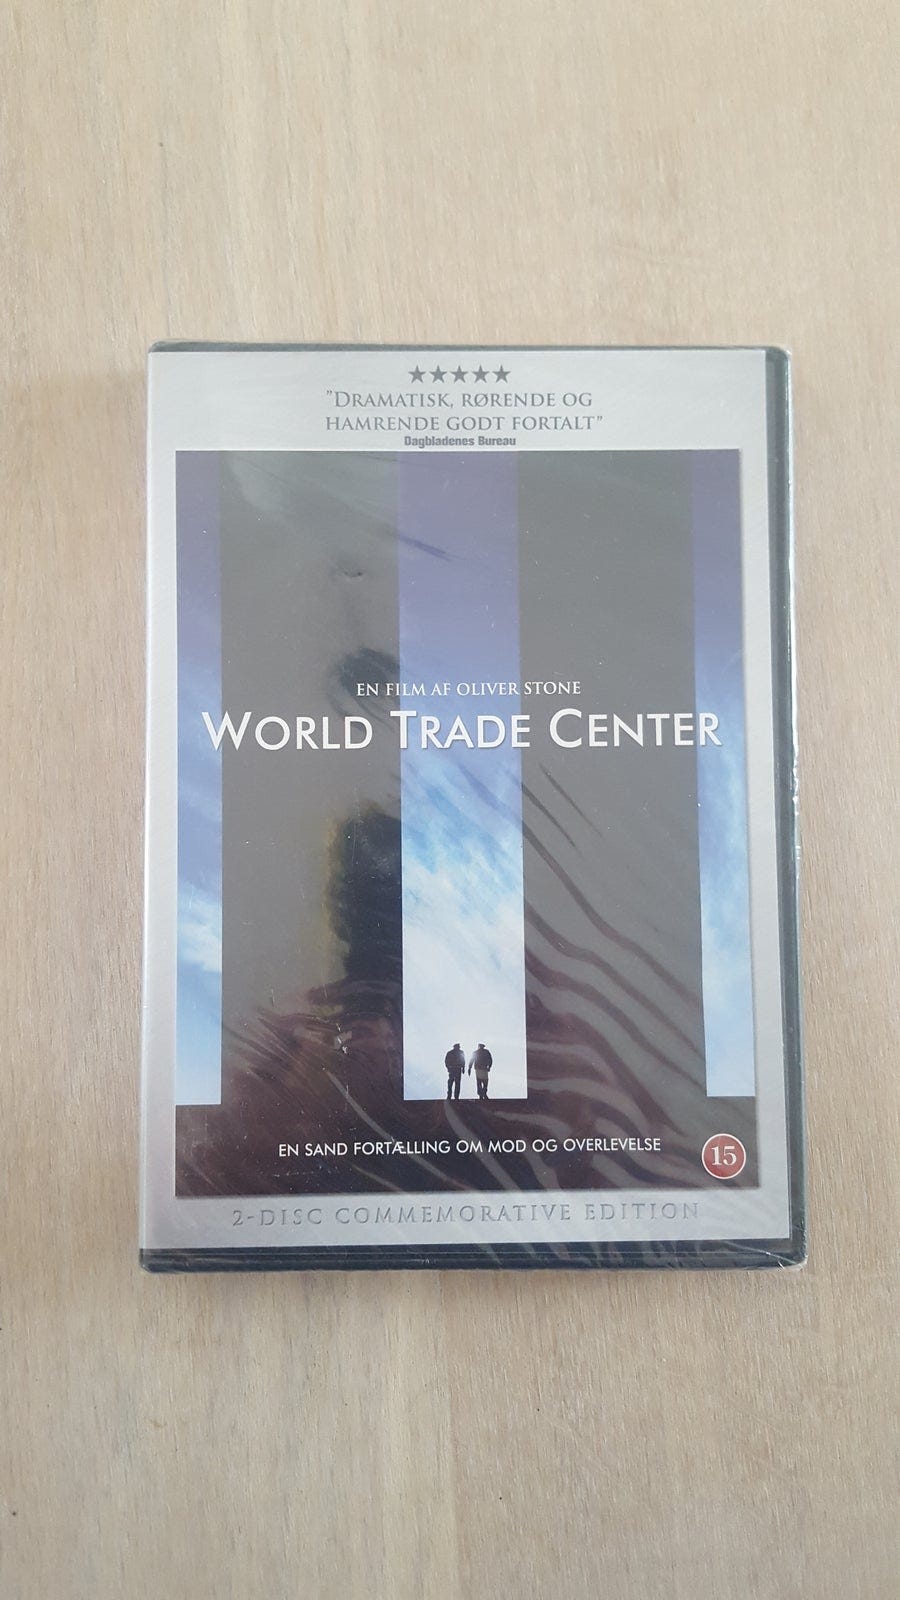 ★★★★★
"DRAMATISK, RØRENDE OG
HAMRENDE GODT FORTALT"
Dagbladenes Bureau
EN FILM AF OLIVER STONE
WORLD TRADE CENTER
EN SAND FORTÆLLING OM MOD OG OVERLEVELSE
15
2-DISC COMMEMORATIVE EDITION